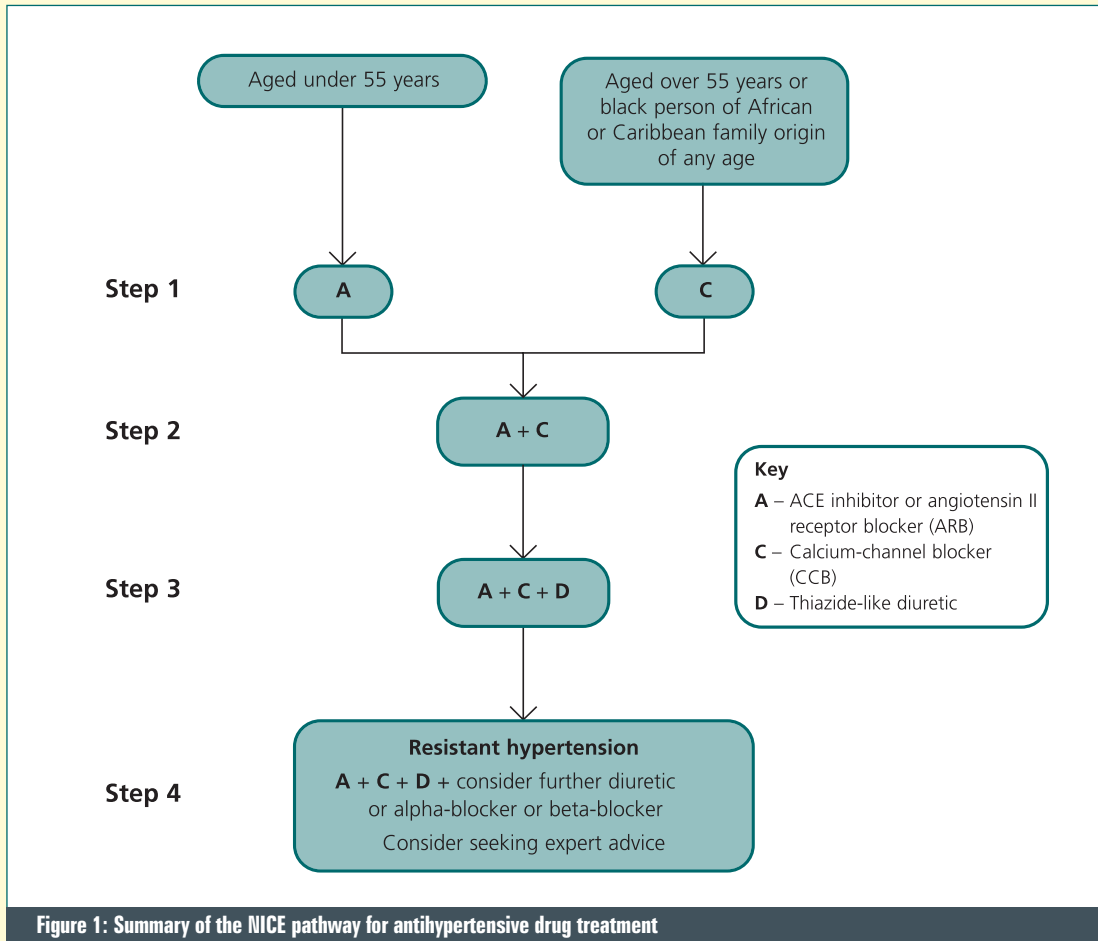 Aged under 55 years
Aged over 55 years or
black person of African
or Caribbean family origin
of any age
Step 1
A
C
Step 2
A + C
Key
A – ACE inhibitor or angiotensin II
receptor blocker (ARB)
C – Calcium-channel blocker
(CCB)
D – Thiazide-like diuretic
Step 3
A + C + D
Step 4
Resistant hypertension
A + C + D + consider further diuretic
or alpha-blocker or beta-blocker
Consider seeking expert advice
Figure 1: Summary of the NICE pathway for antihypertensive drug treatment